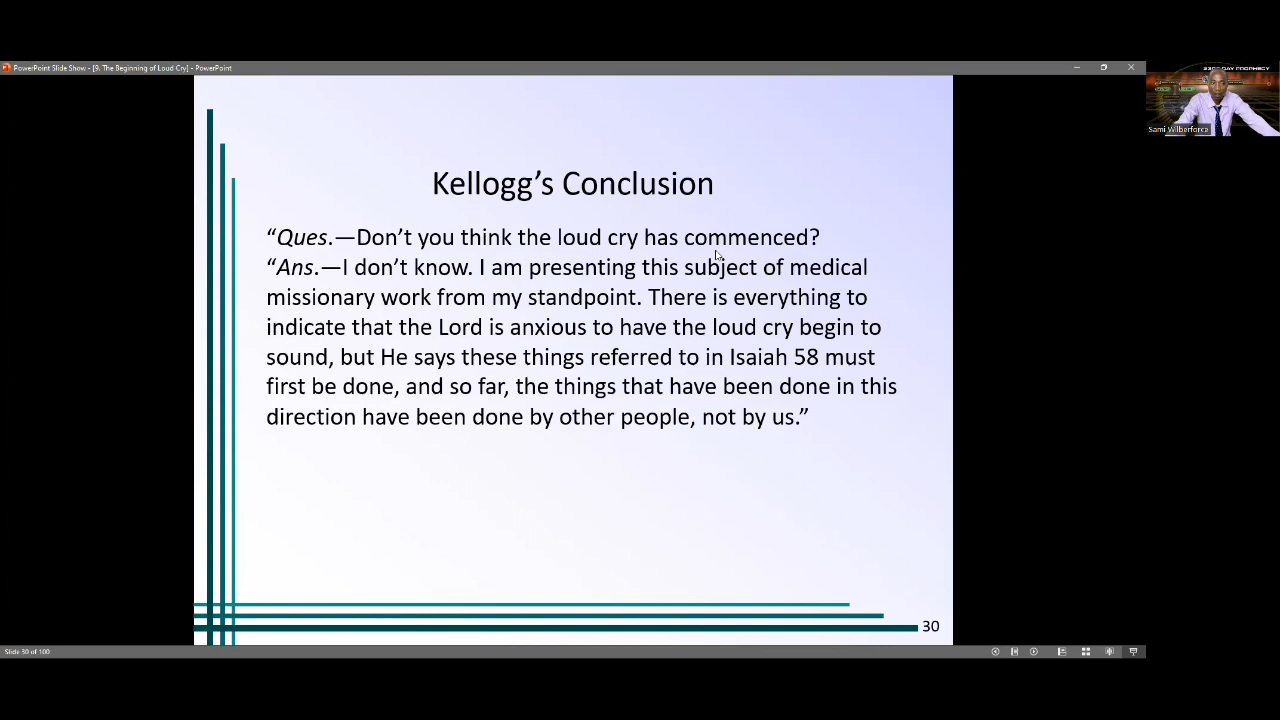 PowerPoint Slide Show - [9. The Beginning of Loud Cry] - PowerPoint
23RD DAY PROPHECY
Sami Wilberforce
Kellogg’s Conclusion
“Ques.—Don’t you think the loud cry has commenced?
“Ans.—I don’t know. I am presenting this subject of medical
missionary work from my standpoint. There is everything to
indicate that the Lord is anxious to have the loud cry begin to
sound, but He says these things referred to in Isaiah 58 must
first be done, and so far, the things that have been done in this
direction have been done by other people, not by us.”
30
Slide 30 of 100